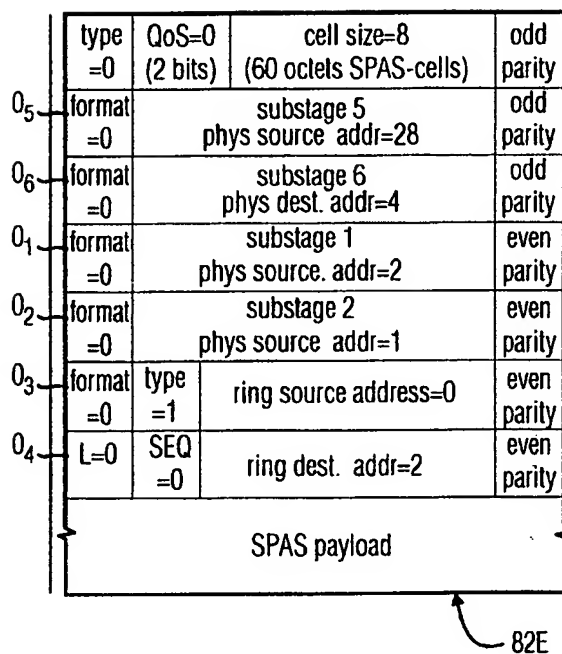 type QoS=0 cell size=8 odd
=0 (2 bits) (60 octets SPAS-cells) parity
O5 format substage 5 odd
=0 phys source addr=28 parity
O6 format substage 6 odd
=0 phys dest. addr=4 parity
O1 format substage 1 even
=0 phys source. addr=2 parity
O2 format substage 2 even
=0 phys source addr=1 parity
O3 format type ring source address=0 even
=0 =1 parity
O4 L=0 SEQ ring dest. addr=2 even
=0 parity
SPAS payload
82E